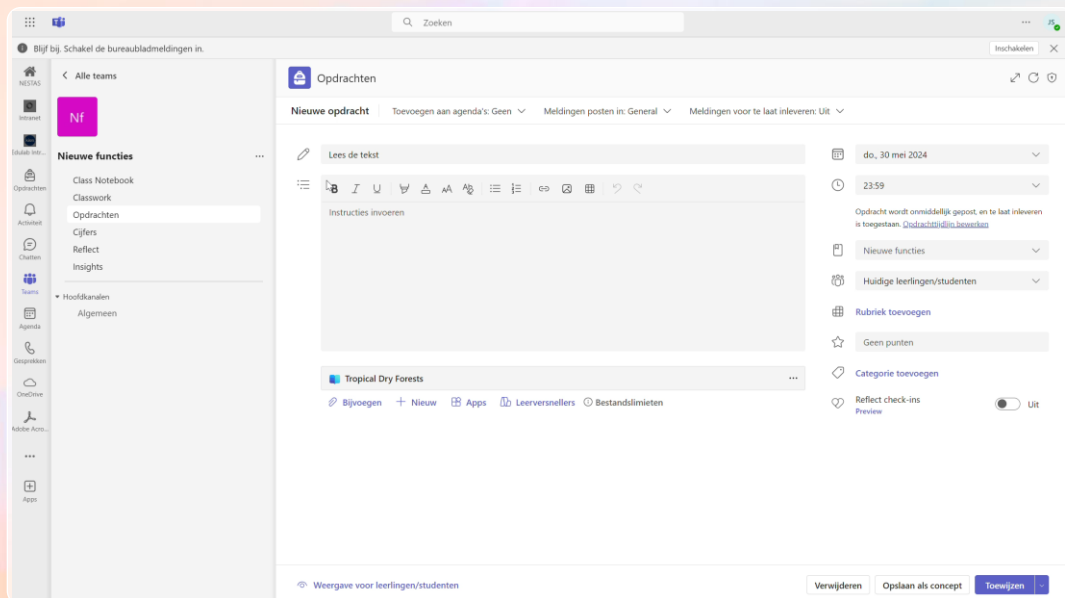 Zoeken
JS
Blijf bij. Schakel de bureaubladmeldingen in.
Inschakelen
NESTAS
Intranet
Edulab Intr...
Opdrachten
Activiteit
Chatten
Teams
Agenda
Gesprekken
OneDrive
Adobe Acro...
Apps
Alle teams
Nf
Nieuwe functies
Class Notebook
Classwork
Opdrachten
Cijfers
Reflect
Insights
Hoofdkanalen
Algemeen
Opdrachten
Nieuwe opdracht Toevoegen aan agenda's: Geen Meldingen posten in: General Meldingen voor te laat inleveren: Uit
Lees de tekst
B I U
Instructies invoeren
Tropical Dry Forests
Bijvoegen Nieuw Apps Leerversnellers Bestandslimieten
do., 30 mei 2024
23:59
Opdracht wordt onmiddellijk gepost, en te laat inleveren
is toegestaan. Opdrachttijdlijn bewerken
Nieuwe functies
Huidige leerlingen/studenten
Rubriek toevoegen
Geen punten
Categorie toevoegen
Reflect check-ins
Preview
Uit
Weergave voor leerlingen/studenten
Verwijderen Opslaan als concept Toewijzen